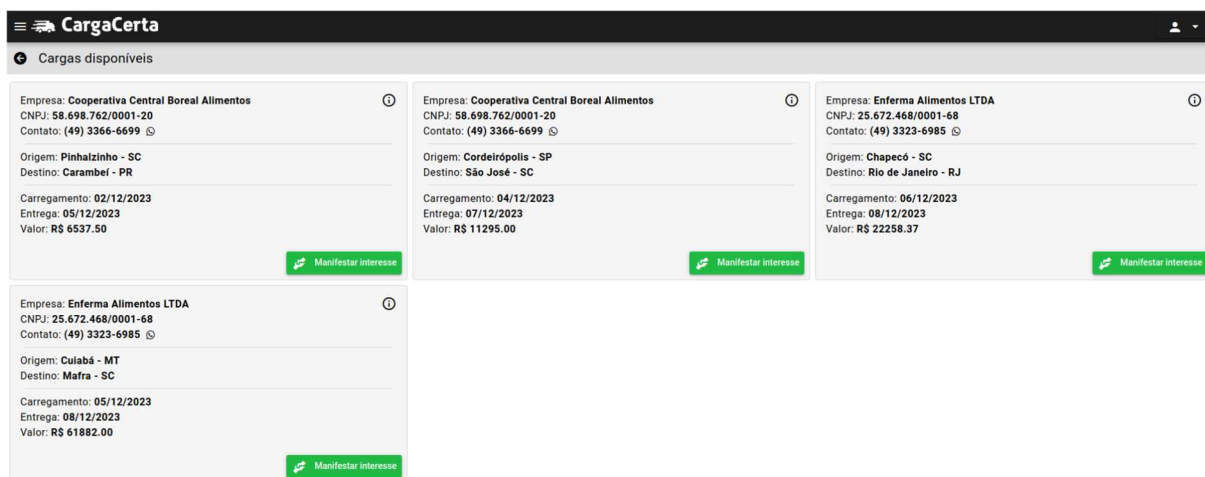 CargaCerta
Cargas disponíveis
Empresa: Cooperativa Central Boreal Alimentos
CNPJ: 58.698.762/0001-20
Contato: (49) 3366-6699
Origem: Pinhalzinho - SC
Destino: Carambeí - PR
Carregamento: 02/12/2023
Entrega: 05/12/2023
Valor: R$ 6537.50
Manifestar interesse
Empresa: Cooperativa Central Boreal Alimentos
CNPJ: 58.698.762/0001-20
Contato: (49) 3366-6699
Origem: Cordeirópolis - SP
Destino: São José - SC
Carregamento: 04/12/2023
Entrega: 07/12/2023
Valor: R$ 11295.00
Manifestar interesse
Empresa: Enferma Alimentos LTDA
CNPJ: 25.672.468/0001-68
Contato: (49) 3323-6985
Origem: Chapecó - SC
Destino: Rio de Janeiro - RJ
Carregamento: 06/12/2023
Entrega: 08/12/2023
Valor: R$ 22258.37
Manifestar interesse
Empresa: Enferma Alimentos LTDA
CNPJ: 25.672.468/0001-68
Contato: (49) 3323-6985
Origem: Cuiabá - MT
Destino: Mafra - SC
Carregamento: 05/12/2023
Entrega: 08/12/2023
Valor: R$ 61882.00
Manifestar interesse